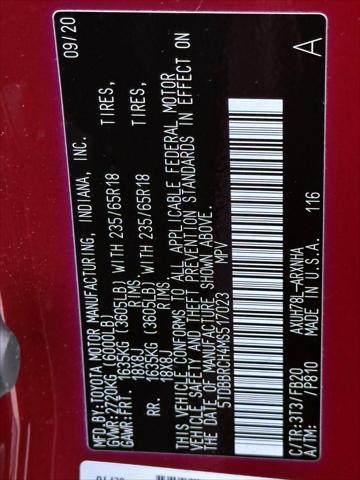 MFD.BY:TOYOTA MOTOR MANUFACTURING, INDIANA, INC. 09/20
GVWR:2720KG(6000LB)
GAWR:FRT. 1635KG (3605LB) WITH 235/65R18 TIRES,
18X8J RIMS,
RR. 1635KG (3605LB) WITH 235/65R18 TIRES,
18X8J RIMS
THIS VEHICLE CONFORMS TO ALL APPLICABLE FEDERAL MOTOR
VEHICLE SAFETY AND THEFT PREVENTION STANDARDS IN EFFECT ON
THE DATE OF MANUFACTURE SHOWN ABOVE.
5TDBBRCH4MS517023 MPV
C/TR:3T3/FB20 AXUH78L-ARXNHA
A/TM: /P810 U.S.A. 116 A